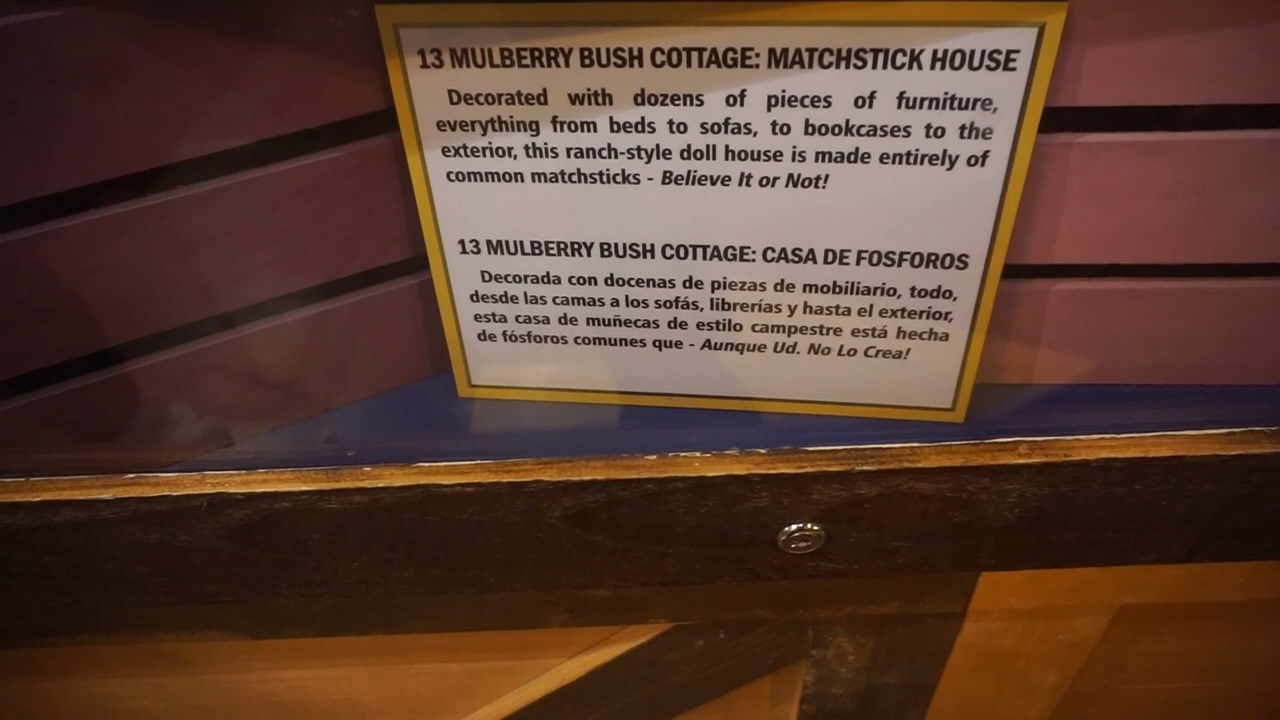 13 MULBERRY BUSH COTTAGE: MATCHSTICK HOUSE
Decorated with dozens of pieces of furniture,
everything from beds to sofas, to bookcases to the
exterior, this ranch-style doll house is made entirely of
common matchsticks - Believe It or Not!
13 MULBERRY BUSH COTTAGE: CASA DE FOSFOROS
Decorada con docenas de piezas de mobiliario, todo,
desde las camas a los sofás, librerías y hasta el exterior,
esta casa de muñecas de estilo campestre está hecha
de fósforos comunes que - Aunque Ud. No Lo Crea!